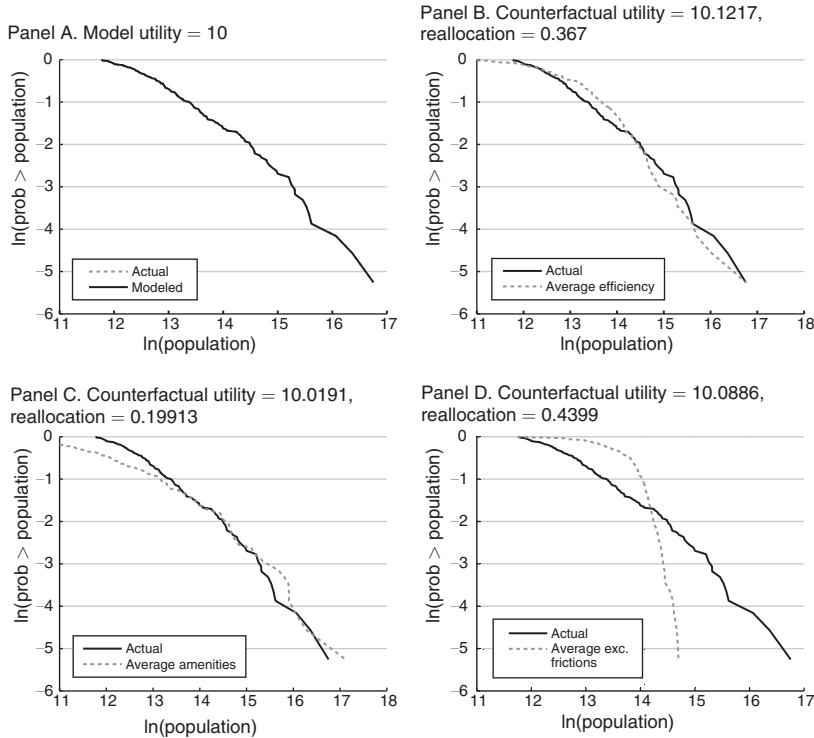 Panel A. Model utility = 10
ln(prob > population)
0
−1
−2
−3
−4
−5
−6
11 12 13 14 15 16 17
ln(population)
Actual
Modeled
Panel B. Counterfactual utility = 10.1217,
reallocation = 0.367
ln(prob > population)
0
−1
−2
−3
−4
−5
−6
11 12 13 14 15 16 17 18
ln(population)
Actual
Average efficiency
Panel C. Counterfactual utility = 10.0191,
reallocation = 0.19913
ln(prob > population)
0
−1
−2
−3
−4
−5
−6
11 12 13 14 15 16 17 18
ln(population)
Actual
Average amenities
Panel D. Counterfactual utility = 10.0886,
reallocation = 0.4399
ln(prob > population)
0
−1
−2
−3
−4
−5
−6
11 12 13 14 15 16 17
ln(population)
Actual
Average exc.
frictions